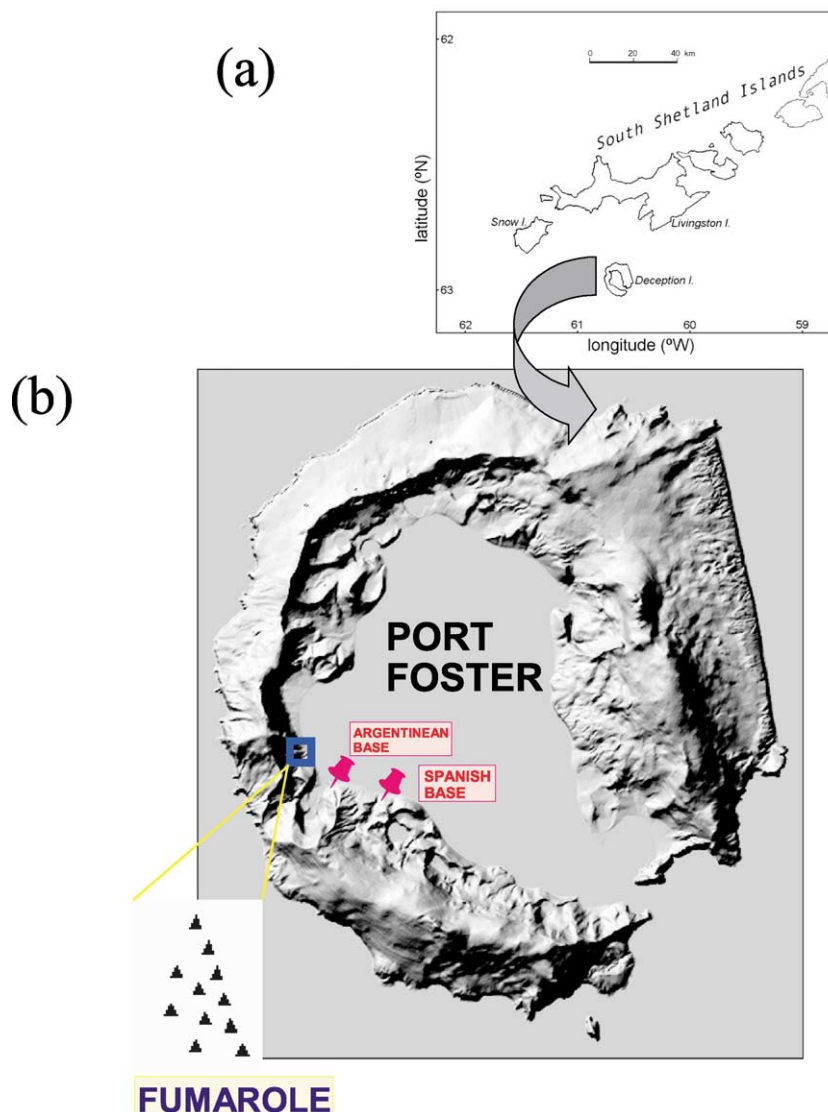 (a)
62
0 20 40 km
South Shetland Islands
latitude (ºN)
Snow I.
Livingston I.
Deception I.
63
62 61 60 59
longitude (ºW)
(b)
PORT
FOSTER
ARGENTINEAN
BASE
SPANISH
BASE
FUMAROLE